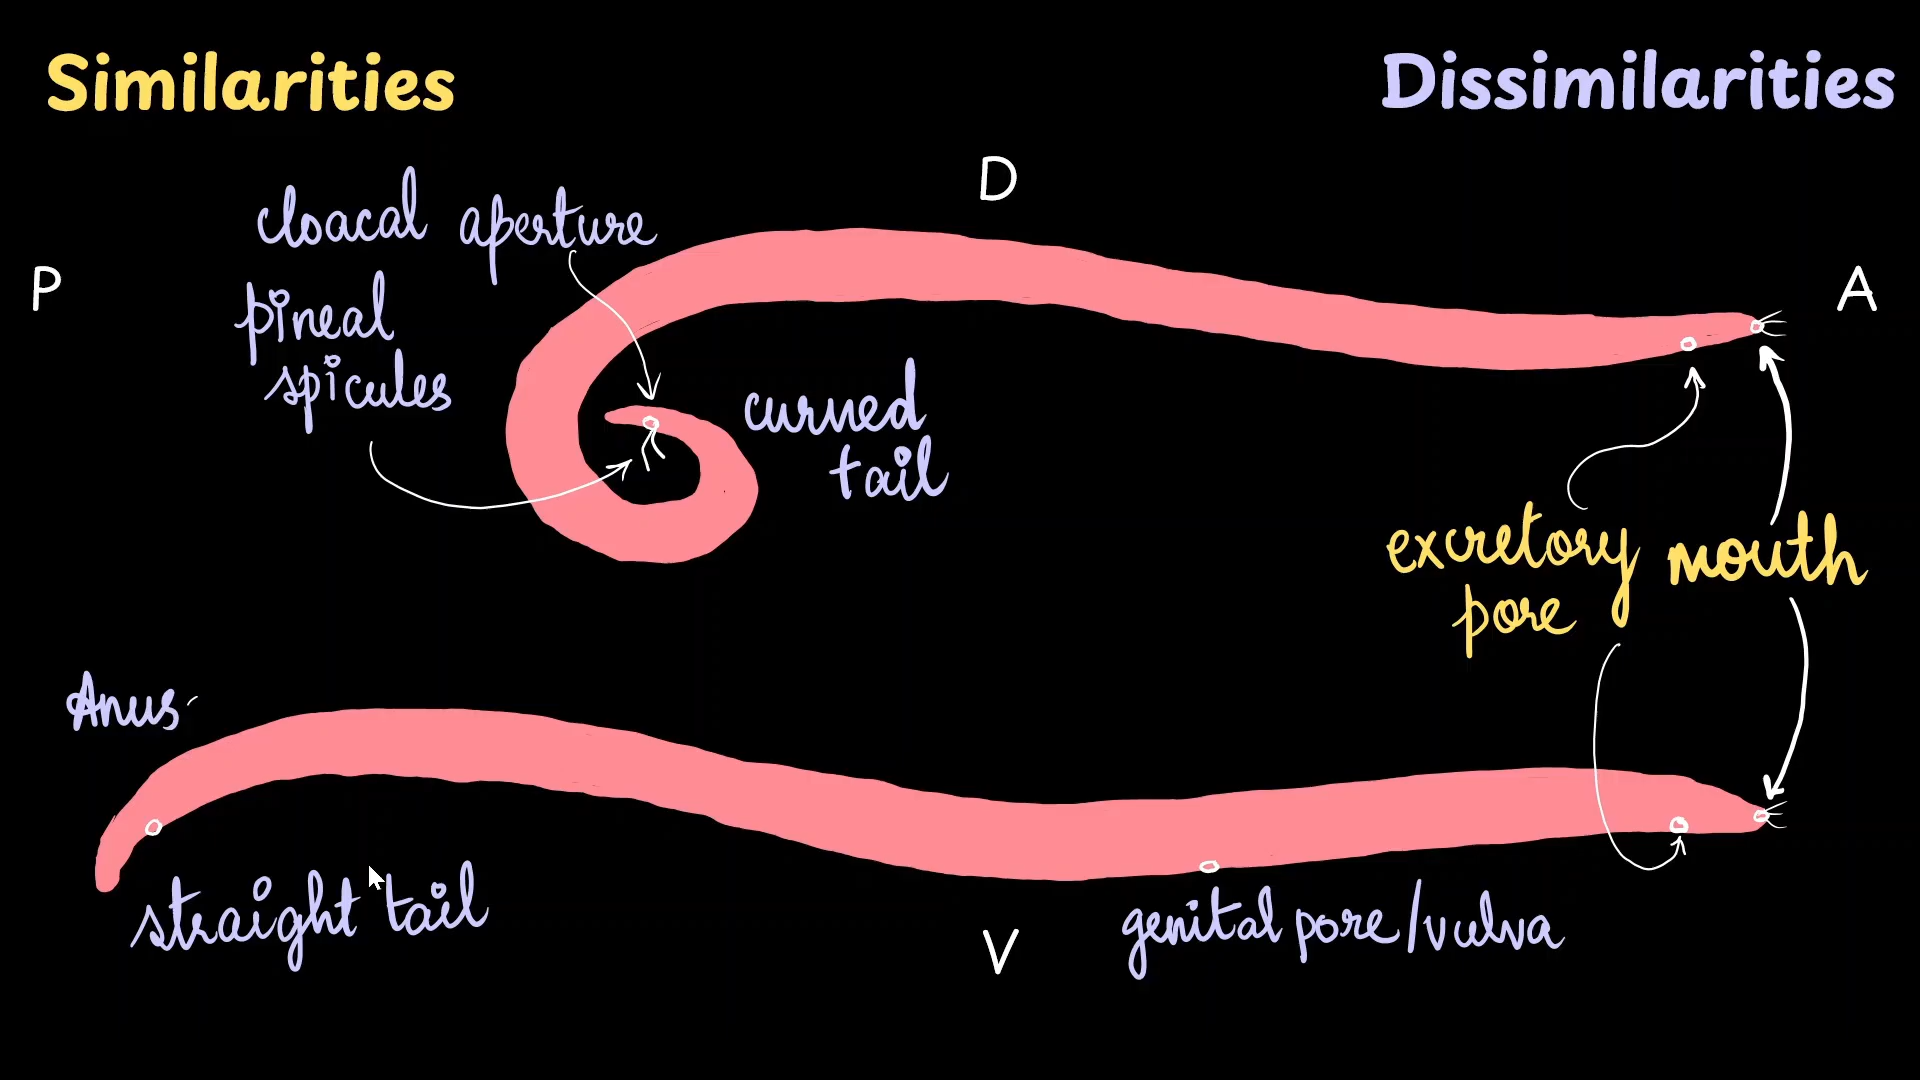 Similarities
Dissimilarities
D
cloacal aperture
P
A
pineal
spicules
curved
tail
excretory
pore
mouth
Anus
straight tail
V
genital pore/vulva